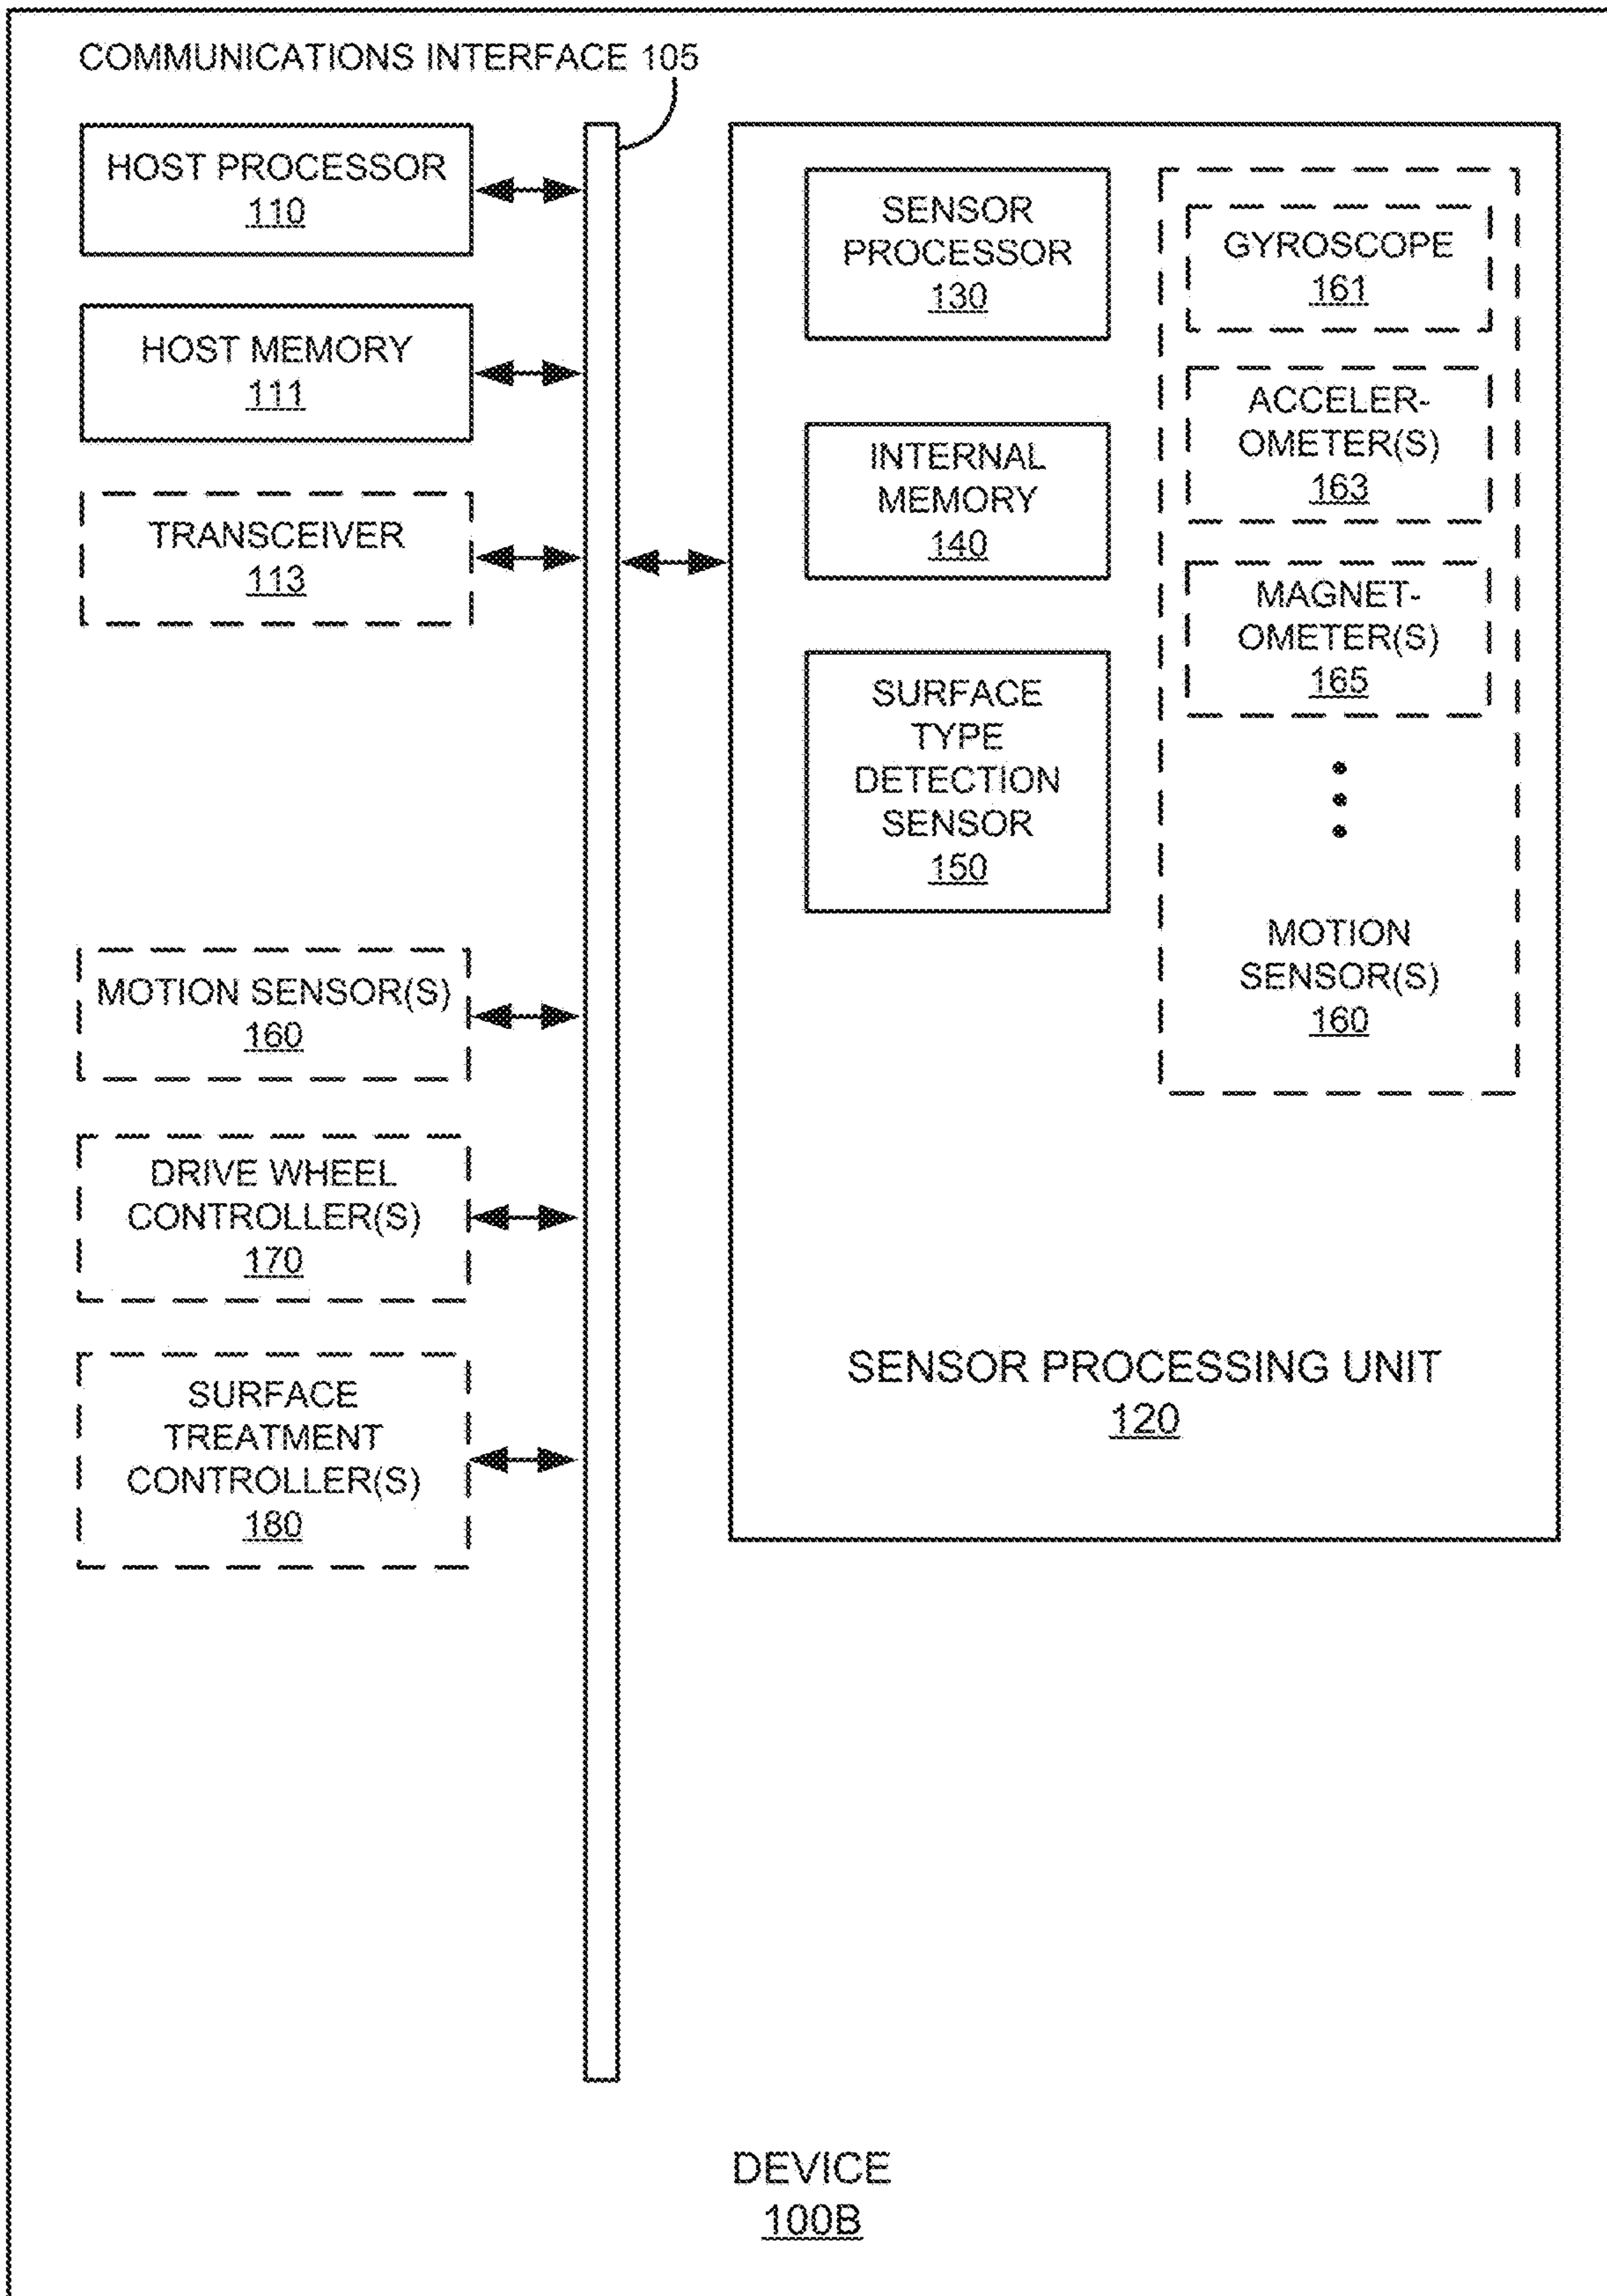 COMMUNICATIONS INTERFACE 105
HOST PROCESSOR
110
HOST MEMORY
111
TRANSCEIVER
113
MOTION SENSOR(S)
160
DRIVE WHEEL
CONTROLLER(S)
170
SURFACE
TREATMENT
CONTROLLER(S)
180
SENSOR
PROCESSOR
130
INTERNAL
MEMORY
140
SURFACE
TYPE
DETECTION
SENSOR
150
GYROSCOPE
161
ACCELER-
OMETER(S)
163
MAGNET-
OMETER(S)
165
MOTION
SENSOR(S)
160
SENSOR PROCESSING UNIT
120
DEVICE
100B